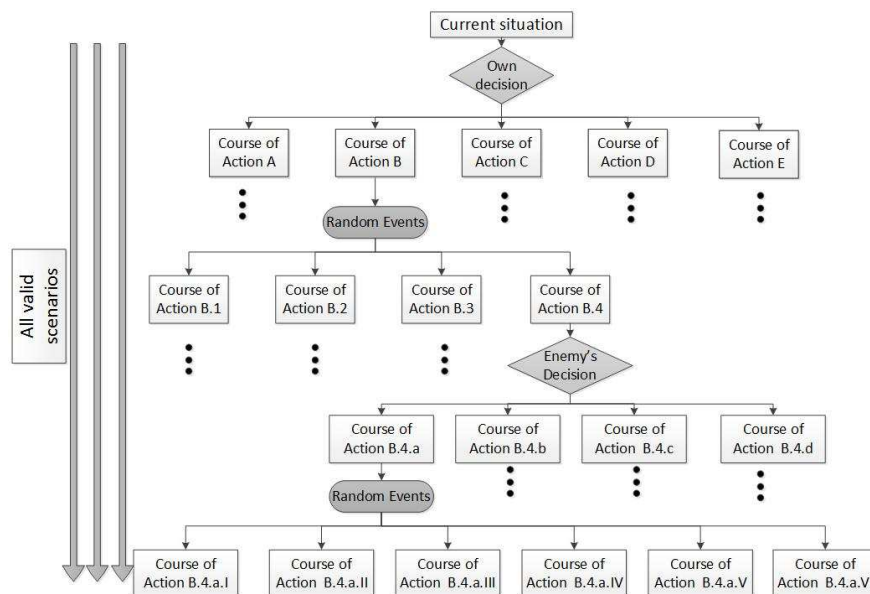 Current situation
Own
decision
Course of
Action A
Course of
Action B
Course of
Action C
Course of
Action D
Course of
Action E
Random Events
All valid
scenarios
Course of
Action B.1
Course of
Action B.2
Course of
Action B.3
Course of
Action B.4
Enemy's
Decision
Course of
Action B.4.a
Course of
Action B.4.b
Course of
Action B.4.c
Course of
Action B.4.d
Random Events
Course of
Action B.4.a.I
Course of
Action B.4.a.II
Course of
Action B.4.a.III
Course of
Action B.4.a.IV
Course of
Action B.4.a.V
Course of
Action B.4.a.V